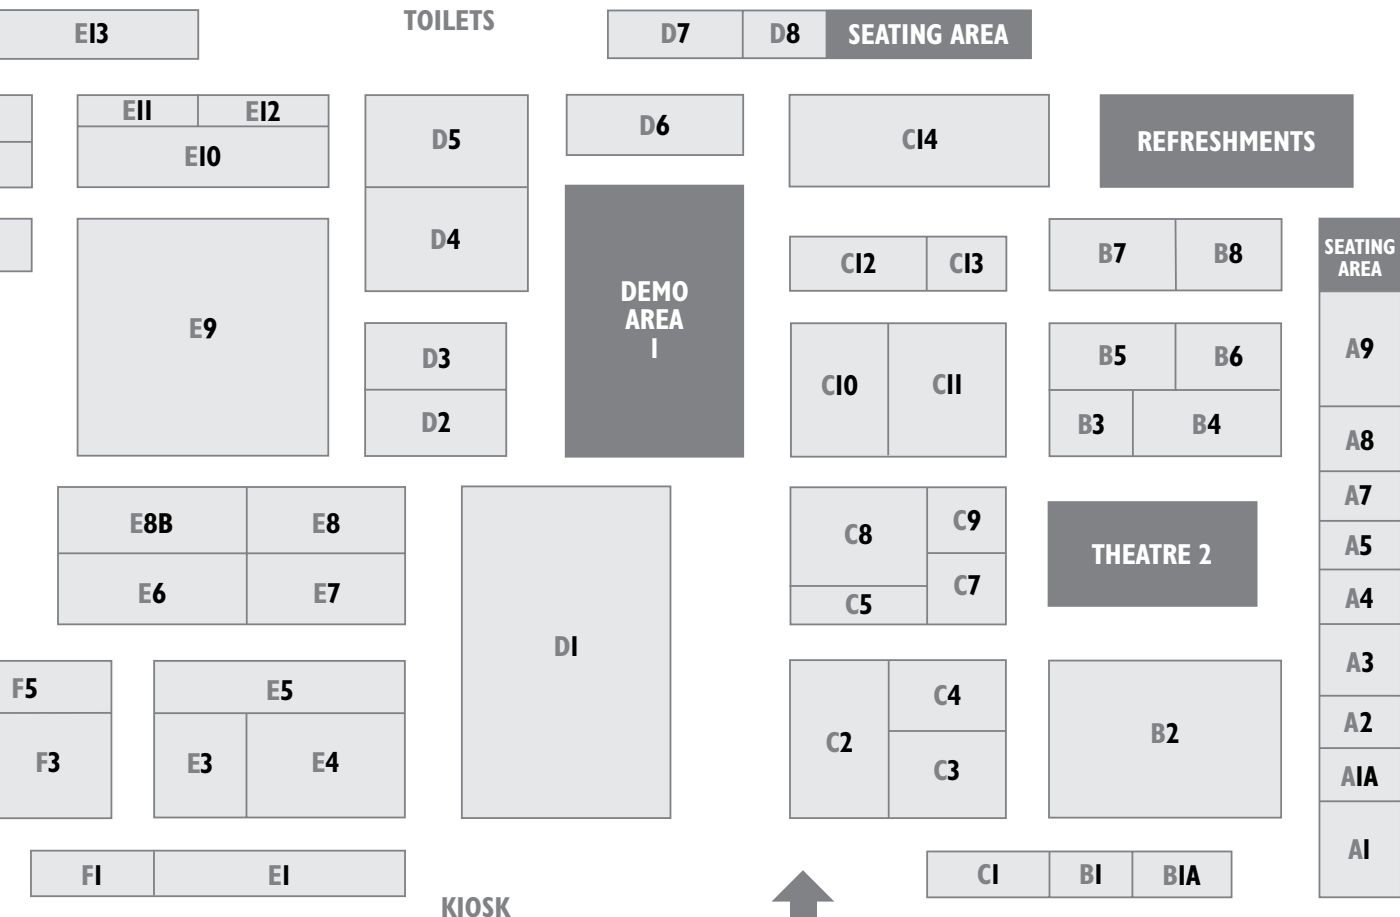 TOILETS
E13
D7
D8
SEATING AREA
E11
E12
E10
D5
D6
C14
REFRESHMENTS
D4
C12
C13
B7
B8
SEATING
AREA
E9
DEMO
AREA
1
D3
D2
C10
C11
B5
B6
B3
B4
A9
A8
A7
A5
A4
A3
A2
A1A
A1
E8B
E8
E6
E7
D1
C8
C9
C5
C7
THEATRE 2
F5
F3
E5
E3
E4
C2
C4
C3
B2
F1
E1
C1
B1
B1A
KIOSK